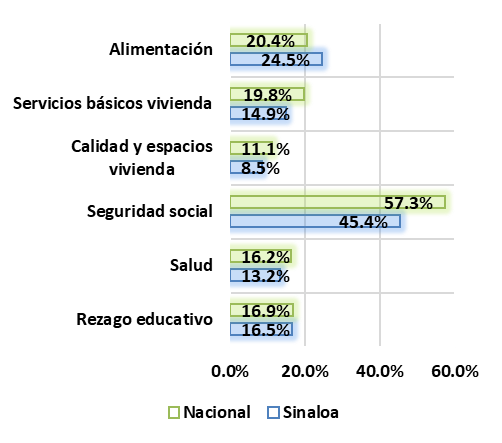 Alimentación
20.4%
24.5%
Servicios básicos vivienda
19.8%
14.9%
Calidad y espacios
vivienda
11.1%
8.5%
Seguridad social
57.3%
45.4%
Salud
16.2%
13.2%
Rezago educativo
16.9%
16.5%
0.0% 20.0% 40.0% 60.0%
Nacional Sinaloa